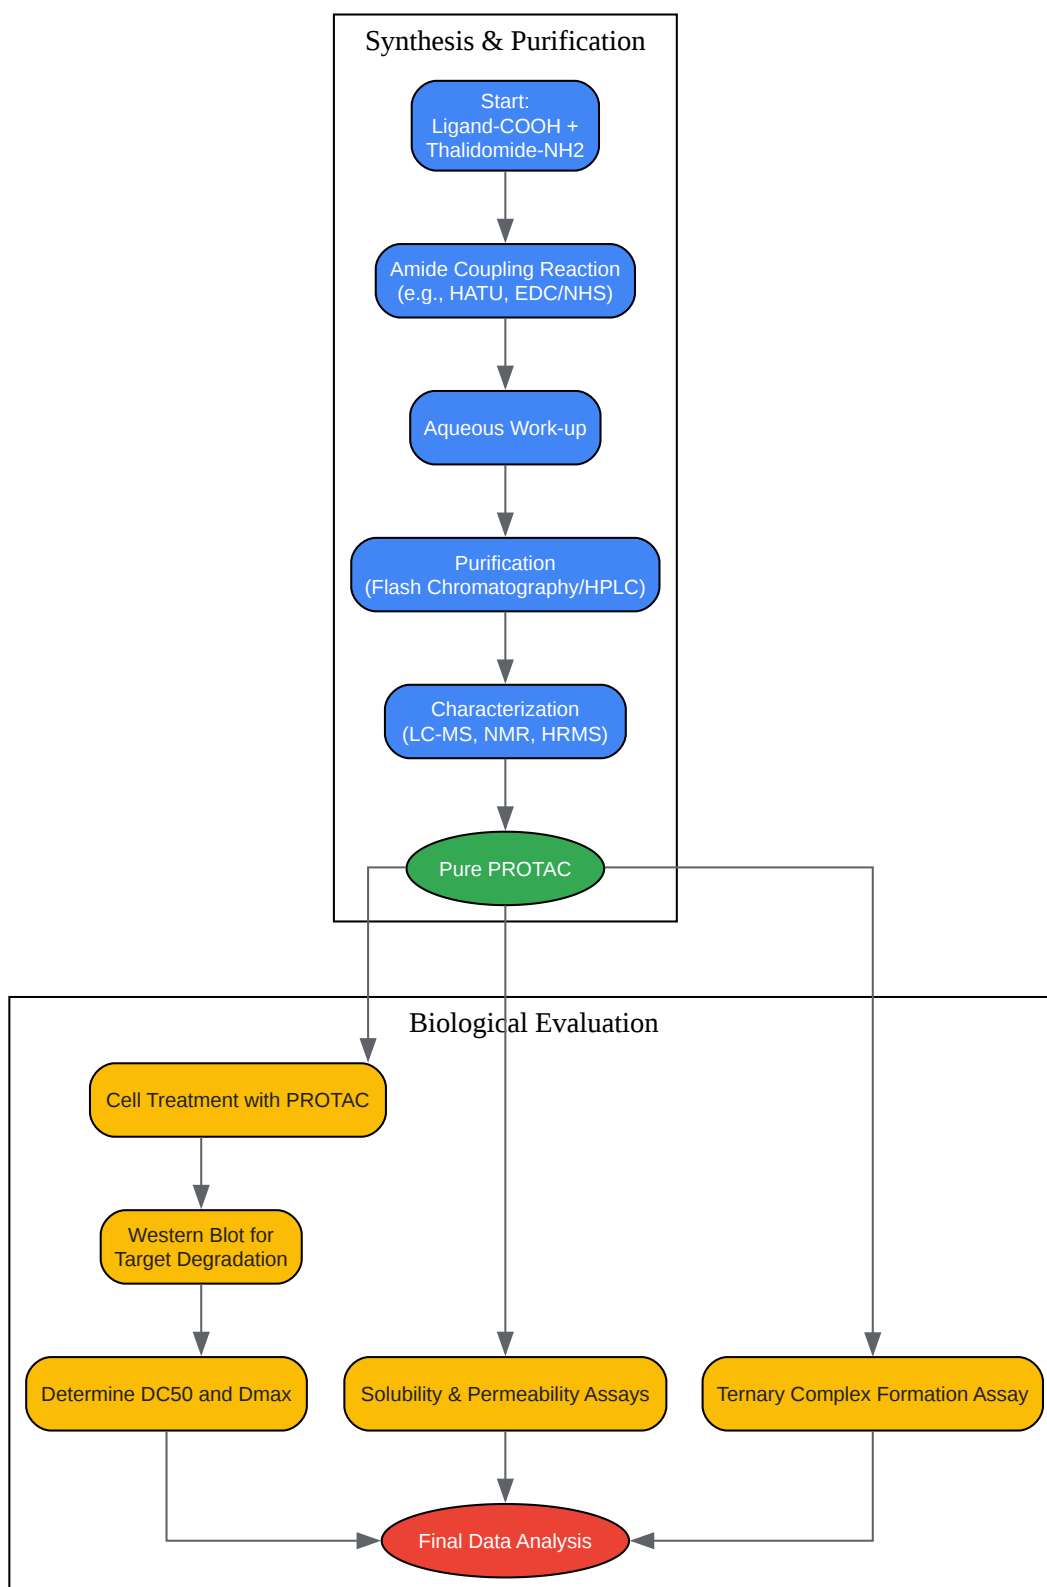 Synthesis & Purification
Start:
Ligand-COOH +
Thalidomide-NH2
Amide Coupling Reaction
(e.g., HATU, EDC/NHS)
Aqueous Work-up
Purification
(Flash Chromatography/HPLC)
Characterization
(LC-MS, NMR, HRMS)
Pure PROTAC
Biological Evaluation
Cell Treatment with PROTAC
Western Blot for
Target Degradation
Determine DC50 and Dmax
Solubility & Permeability Assays
Ternary Complex Formation Assay
Final Data Analysis